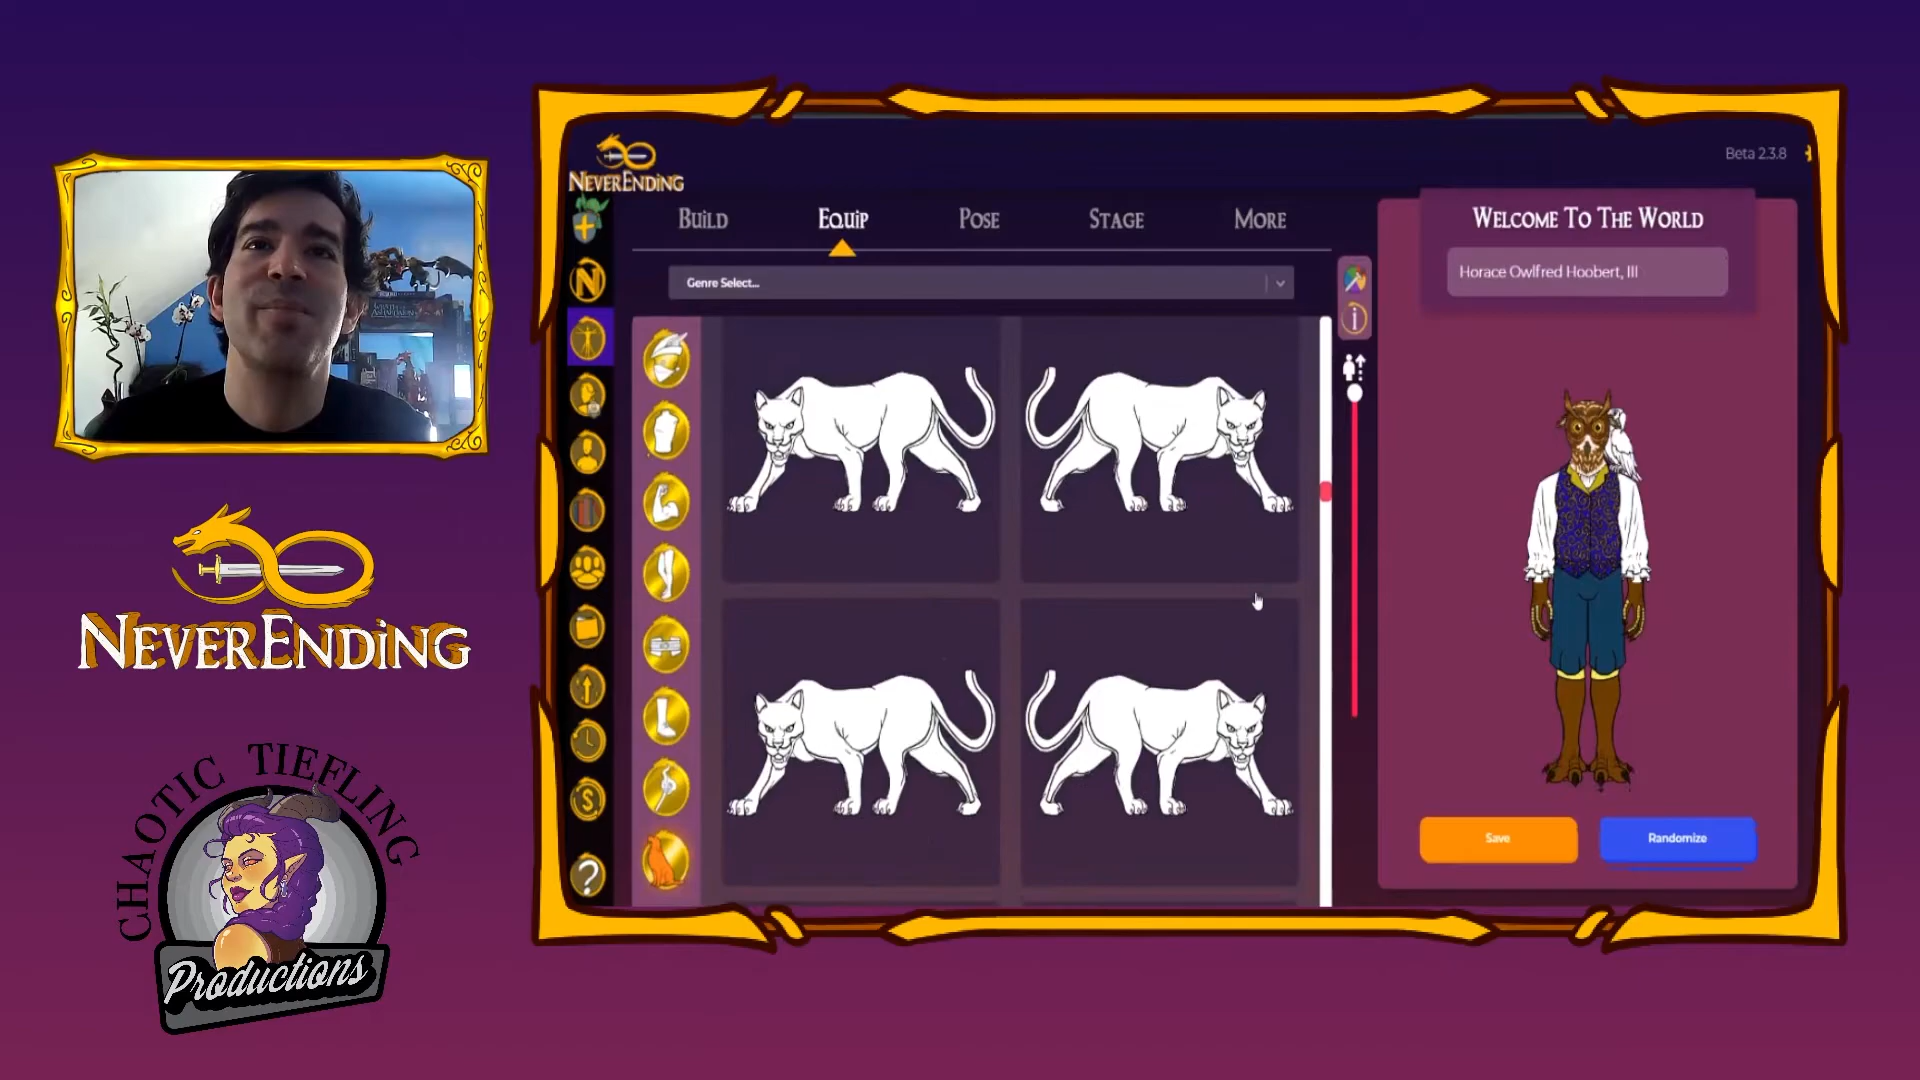 NEVERENDING
CHAOTIC TIEFLING
Productions
NEVERENDING
Beta 2.3.8
BUILD
EQUIP
POSE
STAGE
MORE
Genre Select...
WELCOME TO THE WORLD
Horace Owlfred Hoobert, III
Save
Randomize